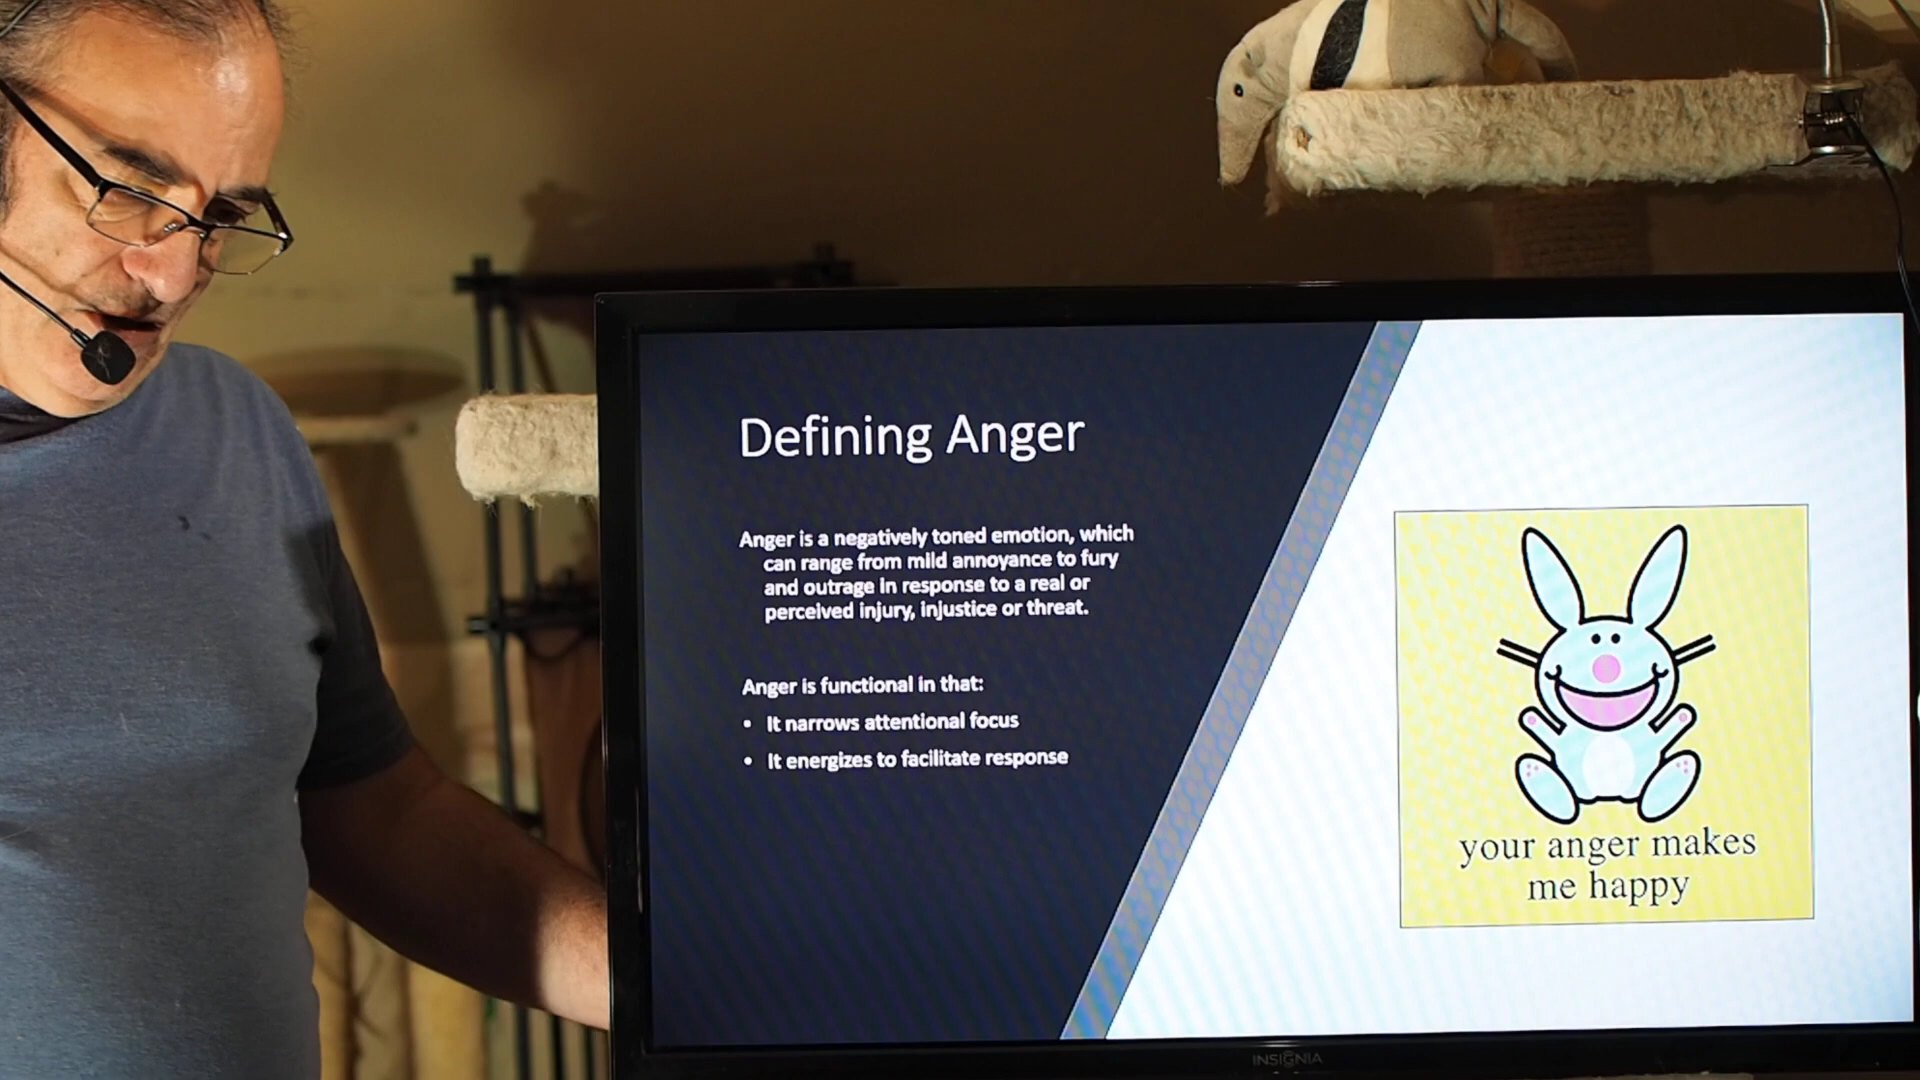 Defining Anger
Anger is a negatively toned emotion, which
can range from mild annoyance to fury
and outrage in response to a real or
perceived injury, injustice or threat.
Anger is functional in that:
• It narrows attentional focus
• It energizes to facilitate response
your anger makes
me happy
INSIGNIA